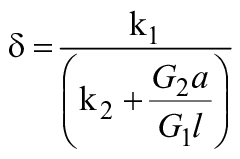 δ = k₁ / (k₂ + G₂a / G₁l)